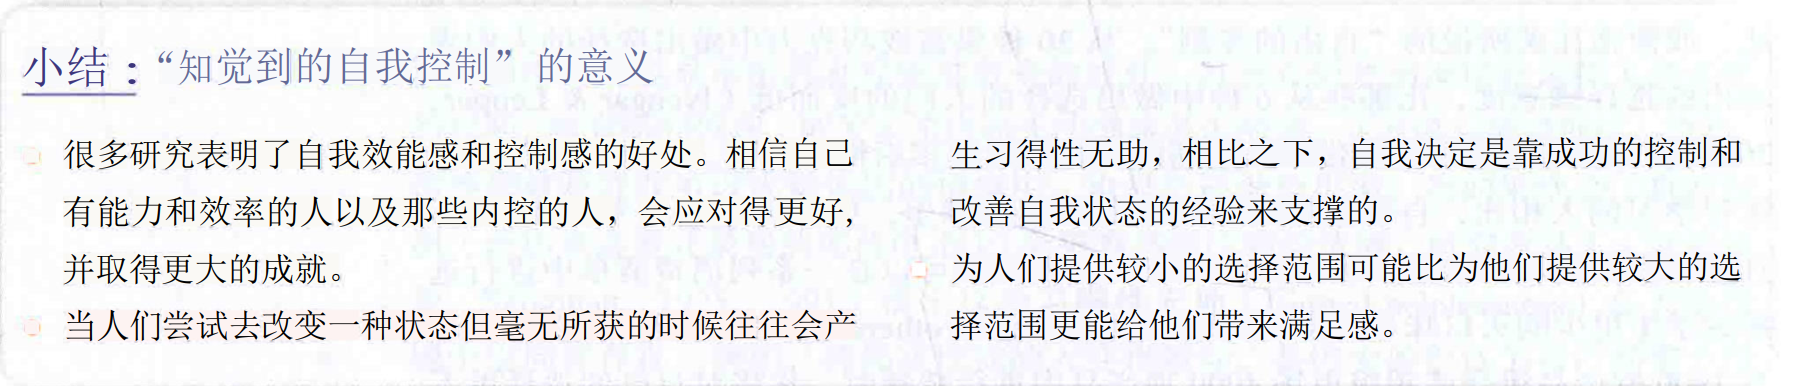 小结：“知觉到的自我控制”的意义
很多研究表明了自我效能感和控制感的好处。相信自己
有能力和效率的人以及那些内控的人，会应对得更好，
并取得更大的成就。
当人们尝试去改变一种状态但毫无所获的时候往往会产
生习得性无助，相比之下，自我决定是靠成功的控制和
改善自我状态的经验来支撑的。
为人们提供较小的选择范围可能比为他们提供较大的选
择范围更能给他们带来满足感。